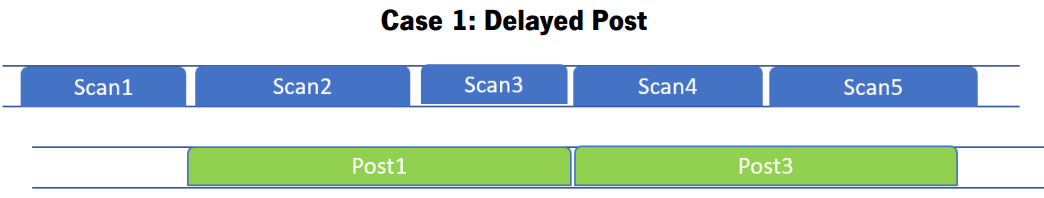 Case 1: Delayed Post
Scan1 Scan2 Scan3 Scan4 Scan5
Post1 Post3